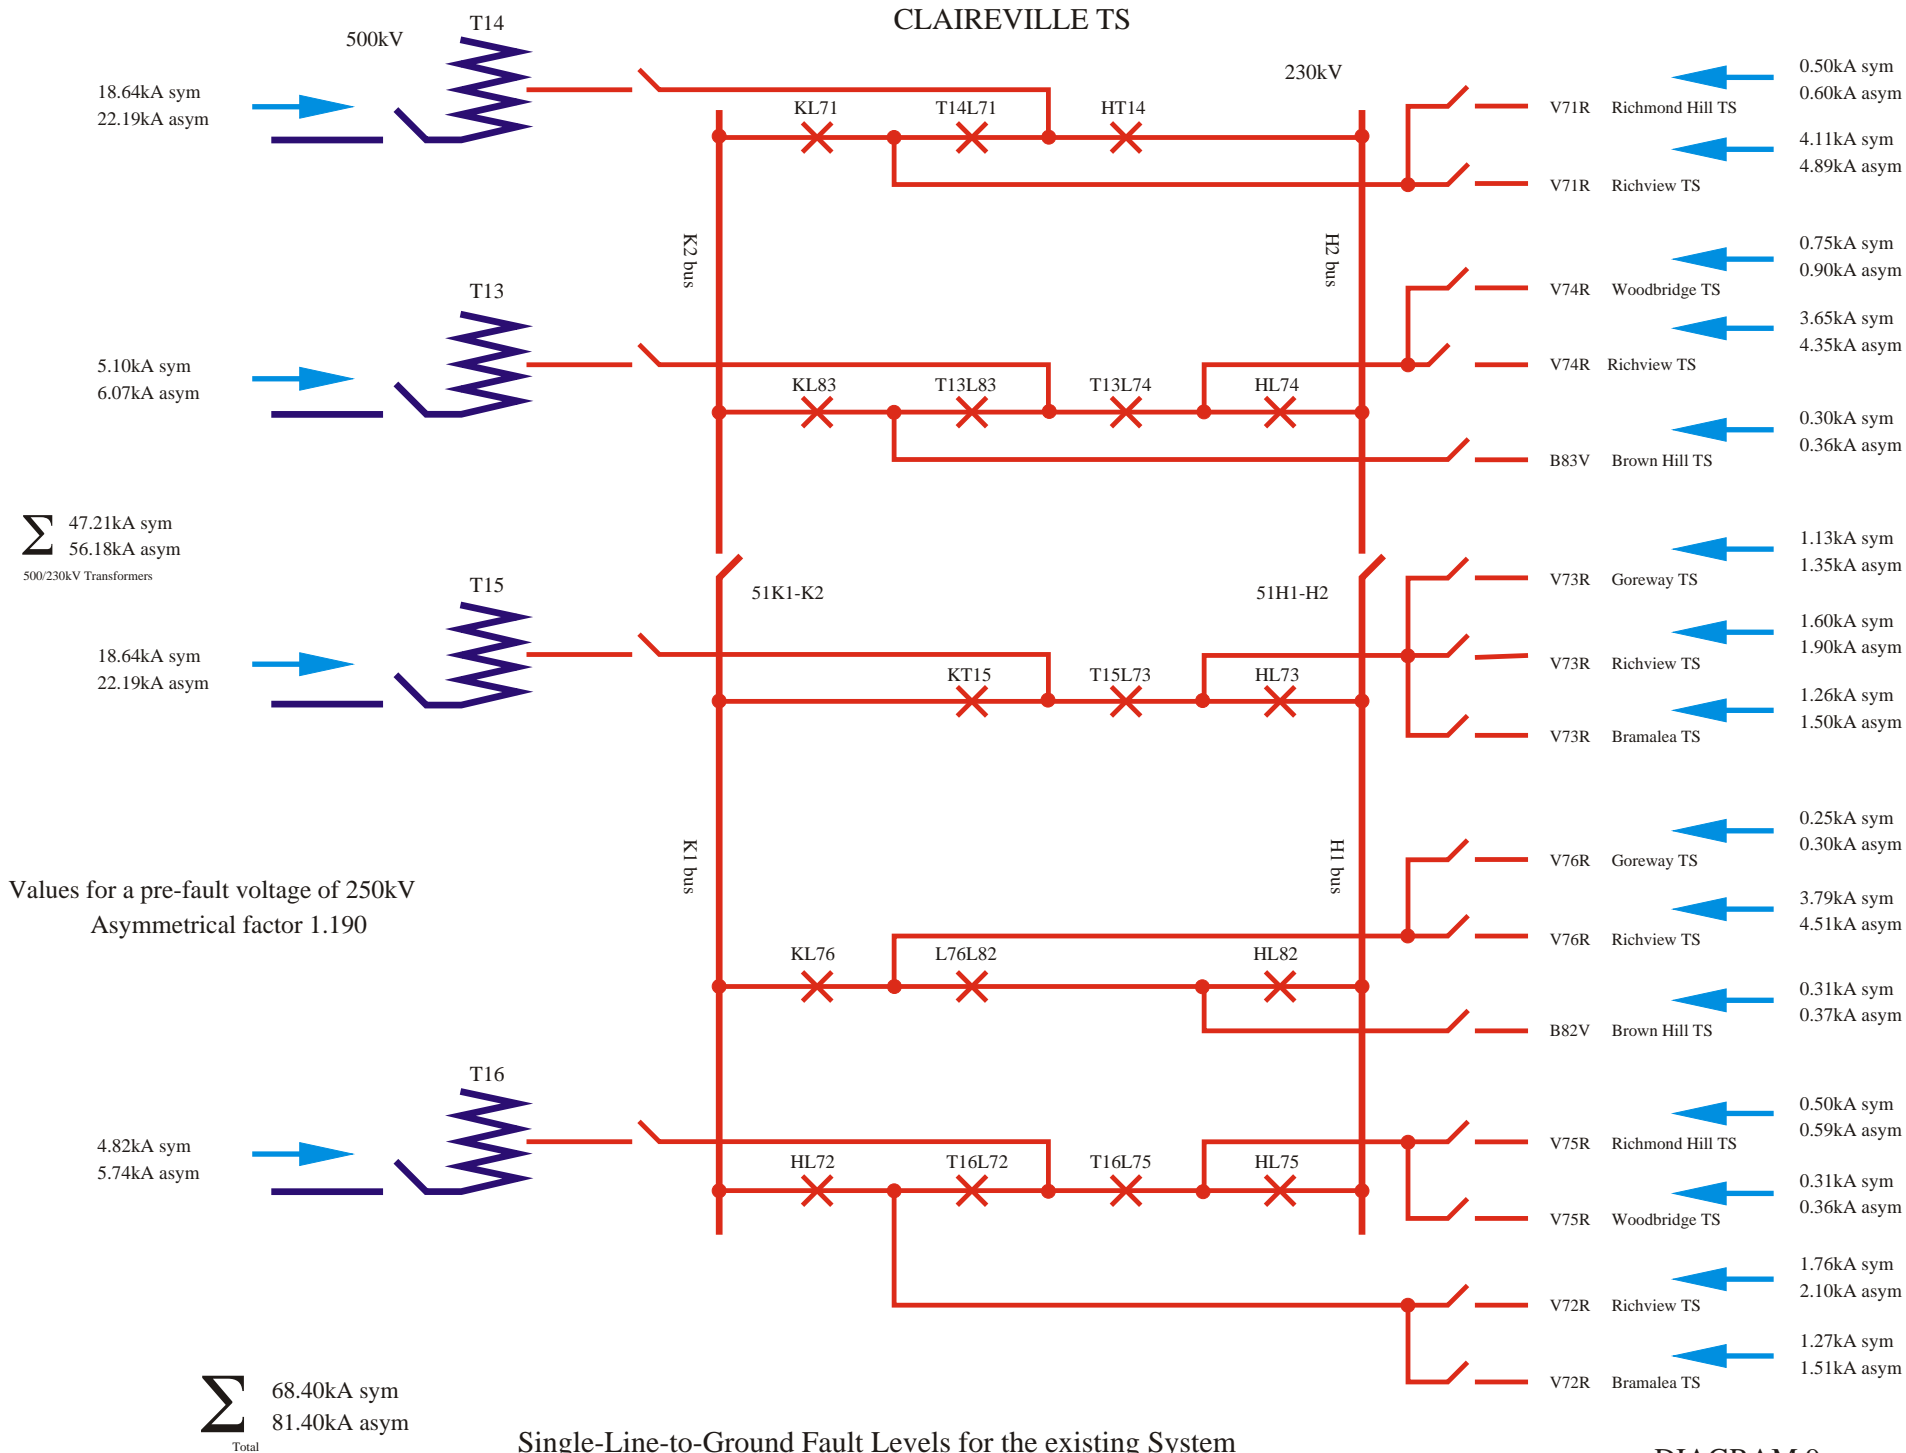 CLAIREVILLE TS
T14
500kV
230kV
18.64kA sym
22.19kA asym
KL71
T14L71
HT14
0.50kA sym
0.60kA asym
V71R Richmond Hill TS
4.11kA sym
4.89kA asym
V71R Richview TS
K2 bus
H2 bus
0.75kA sym
0.90kA asym
V74R Woodbridge TS
T13
3.65kA sym
4.35kA asym
V74R Richview TS
5.10kA sym
6.07kA asym
KL83
T13L83
T13L74
HL74
0.30kA sym
0.36kA asym
B83V Brown Hill TS
∑ 47.21kA sym
56.18kA asym
500/230kV Transformers
1.13kA sym
1.35kA asym
V73R Goreway TS
T15
51K1-K2
51H1-H2
1.60kA sym
1.90kA asym
V73R Richview TS
18.64kA sym
22.19kA asym
KT15
T15L73
HL73
1.26kA sym
1.50kA asym
V73R Bramalea TS
K1 bus
H1 bus
0.25kA sym
0.30kA asym
V76R Goreway TS
Values for a pre-fault voltage of 250kV
Asymmetrical factor 1.190
3.79kA sym
4.51kA asym
V76R Richview TS
KL76
L76L82
HL82
0.31kA sym
0.37kA asym
B82V Brown Hill TS
T16
0.50kA sym
0.59kA asym
V75R Richmond Hill TS
4.82kA sym
5.74kA asym
HL72
T16L72
T16L75
HL75
0.31kA sym
0.36kA asym
V75R Woodbridge TS
1.76kA sym
2.10kA asym
V72R Richview TS
1.27kA sym
1.51kA asym
V72R Bramalea TS
∑ 68.40kA sym
81.40kA asym
Total
Single-Line-to-Ground Fault Levels for the existing System
DIAGRAM